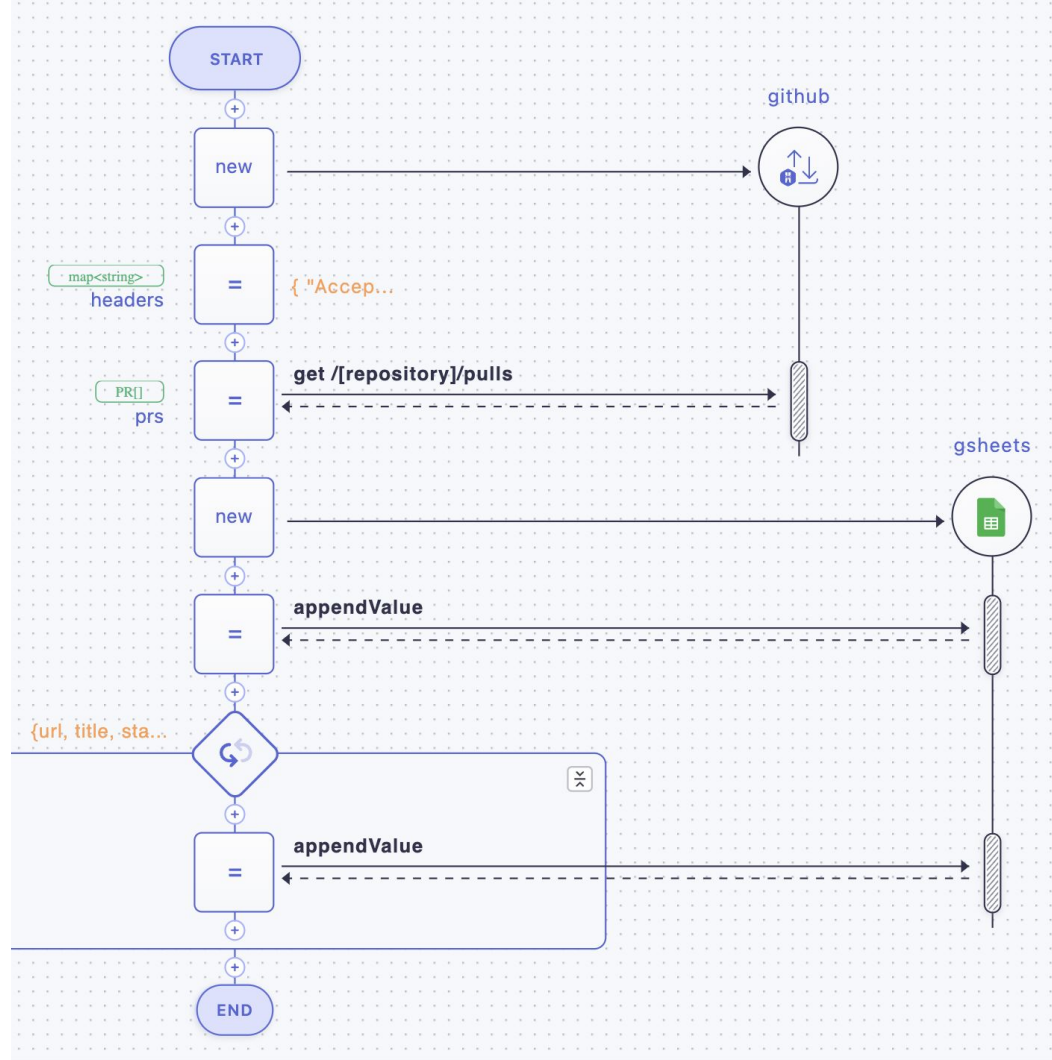 START
github
new
map<string>
headers
=
{ "Accep...
get /[repository]/pulls
PR[]
prs
=
gsheets
new
appendValue
=
{url, title, sta...
appendValue
=
END